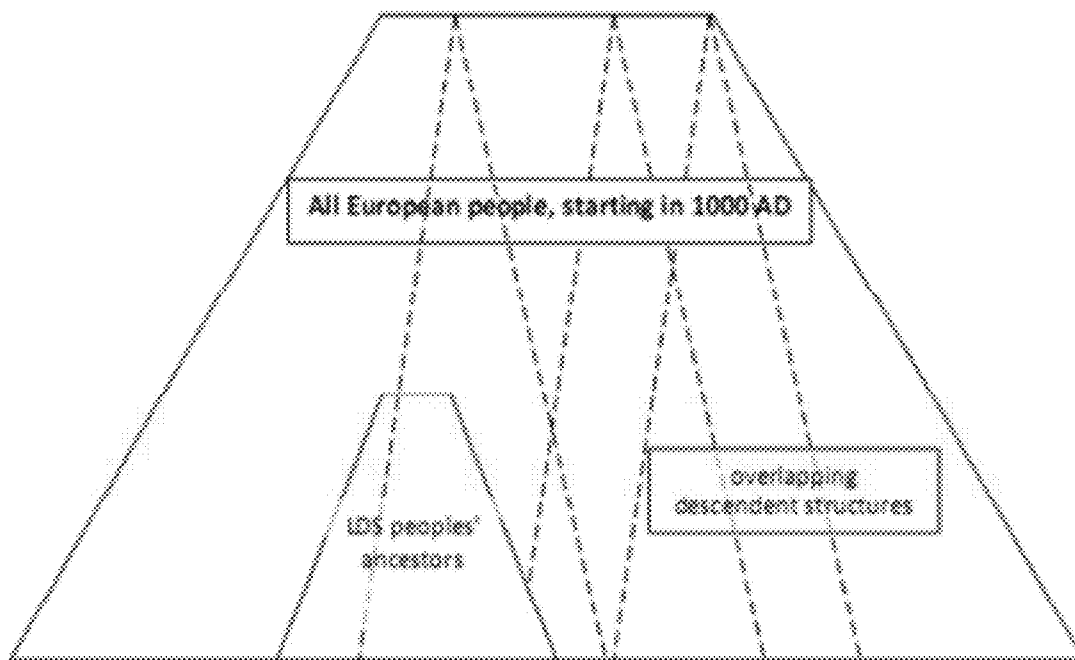 All European people, starting in 1000 AD
overlapping
descendent structures
LDS peoples'
ancestors